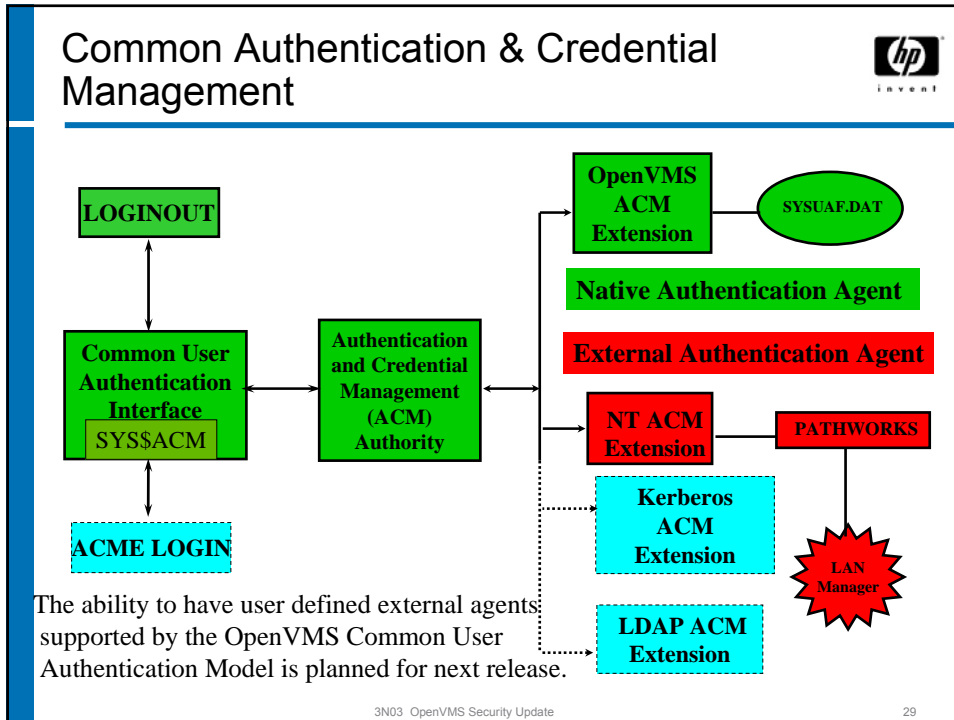 Common Authentication & Credential
Management
hp
invent
LOGINOUT
Common User
Authentication
Interface
SYS$ACM
ACME LOGIN
Authentication
and Credential
Management
(ACM)
Authority
OpenVMS
ACM
Extension
SYSUAF.DAT
Native Authentication Agent
External Authentication Agent
NT ACM
Extension
PATHWORKS
Kerberos
ACM
Extension
LAN
Manager
LDAP ACM
Extension
The ability to have user defined external agents
supported by the OpenVMS Common User
Authentication Model is planned for next release.
3N03 OpenVMS Security Update
29